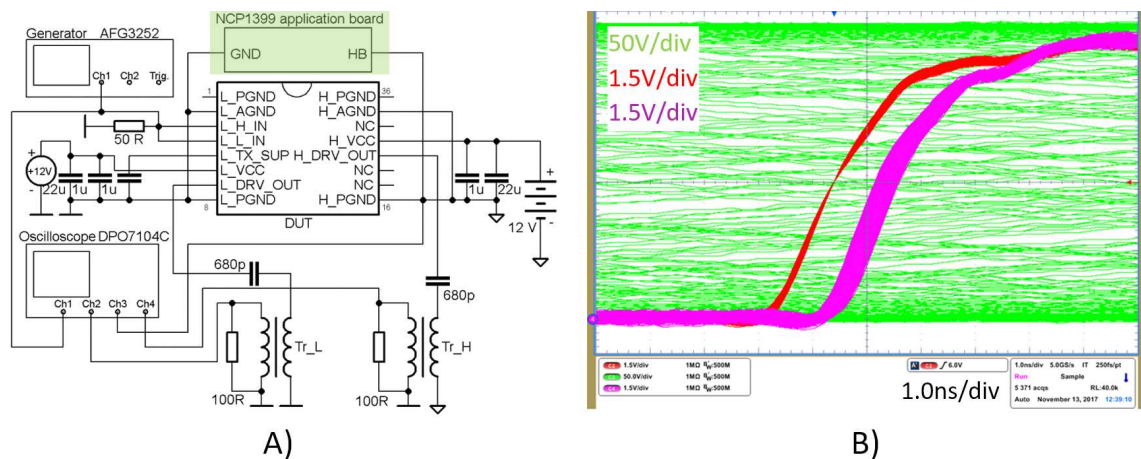 NCP1399 application board
GND HB
Generator AFG3252
Ch1 Ch2 Trig.
1 L_PGND H_PGND 36
L_AGND H_AGND
L_H_IN NC
L_L_IN H_VCC
L_TX_SUP H_DRV_OUT
L_VCC NC
L_DRV_OUT NC
8 L_PGND H_PGND 16
DUT
50 R
+
+12V
-
22u 1u 1u
1u 22u
+
12 V -
Oscilloscope DPO7104C
Ch1 Ch2 Ch3 Ch4
680p
680p
Tr_L
Tr_H
100R
100R
A)
50V/div
1.5V/div
1.5V/div
1.5V/div 1MΩ 500M
50.0V/div 1MΩ 500M
1.5V/div 1MΩ 500M
6.0V
1.0ns/div
1.0ns/div 5.0GS/s IT 250fs/pt
Run Sample
5 371 acqs RL:40.0k
Auto November 13, 2017 12:39:10
B)